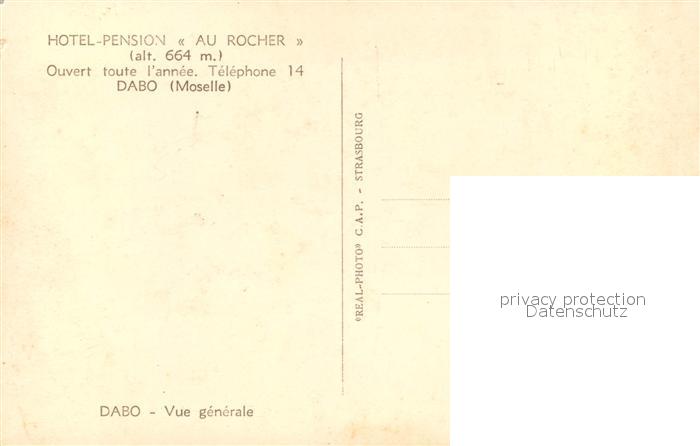 HOTEL-PENSION « AU ROCHER »
(alt. 664 m.)
Ouvert toute l'année. Téléphone 14
DABO (Moselle)
"REAL-PHOTO" C.A.P. - STRASBOURG
privacy protection
Datenschutz
DABO - Vue générale